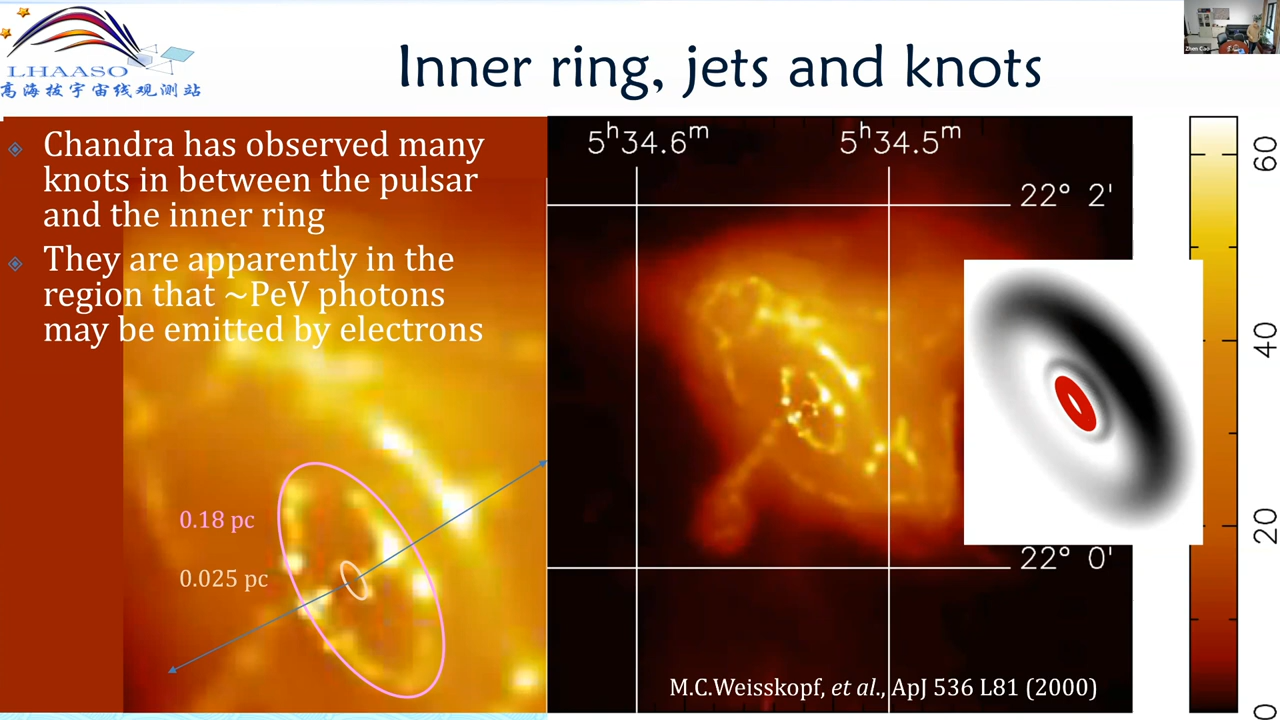 LHAASO
高海拔宇宙线观测站
Inner ring, jets and knots
Zhen Cao
Chandra has observed many
knots in between the pulsar
and the inner ring
They are apparently in the
region that ~PeV photons
may be emitted by electrons
0.18 pc
0.025 pc
5ʰ34.6ᵐ
5ʰ34.5ᵐ
22° 2'
22° 0'
M.C.Weisskopf, et al., ApJ 536 L81 (2000)
60
40
20
0